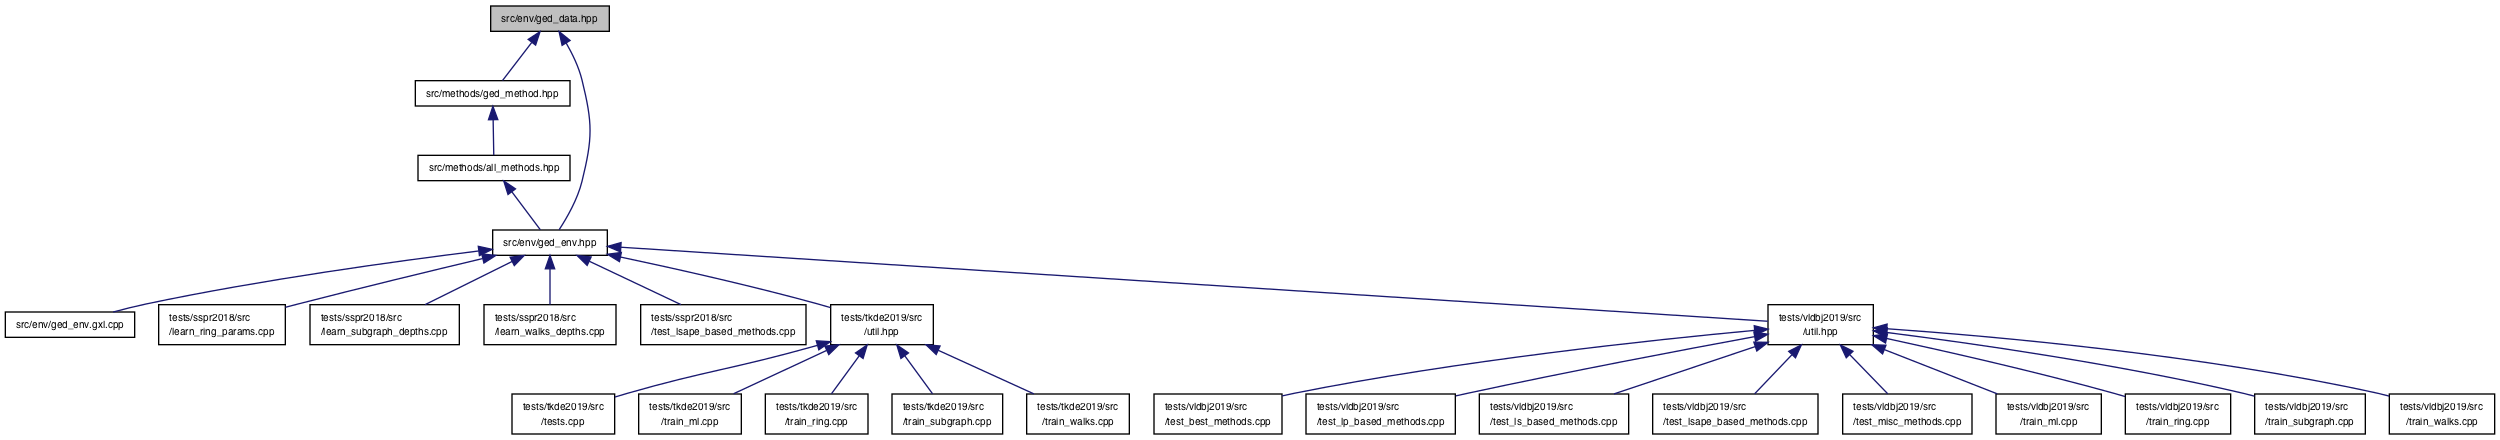 src/env/ged_data.hpp
src/methods/ged_method.hpp
src/methods/all_methods.hpp
src/env/ged_env.hpp
src/env/ged_env.gxl.cpp
tests/sspr2018/src
/learn_ring_params.cpp
tests/sspr2018/src
/learn_subgraph_depths.cpp
tests/sspr2018/src
/learn_walks_depths.cpp
tests/sspr2018/src
/test_lsape_based_methods.cpp
tests/tkde2019/src
/util.hpp
tests/vldbj2019/src
/util.hpp
tests/tkde2019/src
/tests.cpp
tests/tkde2019/src
/train_ml.cpp
tests/tkde2019/src
/train_ring.cpp
tests/tkde2019/src
/train_subgraph.cpp
tests/tkde2019/src
/train_walks.cpp
tests/vldbj2019/src
/test_best_methods.cpp
tests/vldbj2019/src
/test_lp_based_methods.cpp
tests/vldbj2019/src
/test_ls_based_methods.cpp
tests/vldbj2019/src
/test_lsape_based_methods.cpp
tests/vldbj2019/src
/test_misc_methods.cpp
tests/vldbj2019/src
/train_ml.cpp
tests/vldbj2019/src
/train_ring.cpp
tests/vldbj2019/src
/train_subgraph.cpp
tests/vldbj2019/src
/train_walks.cpp